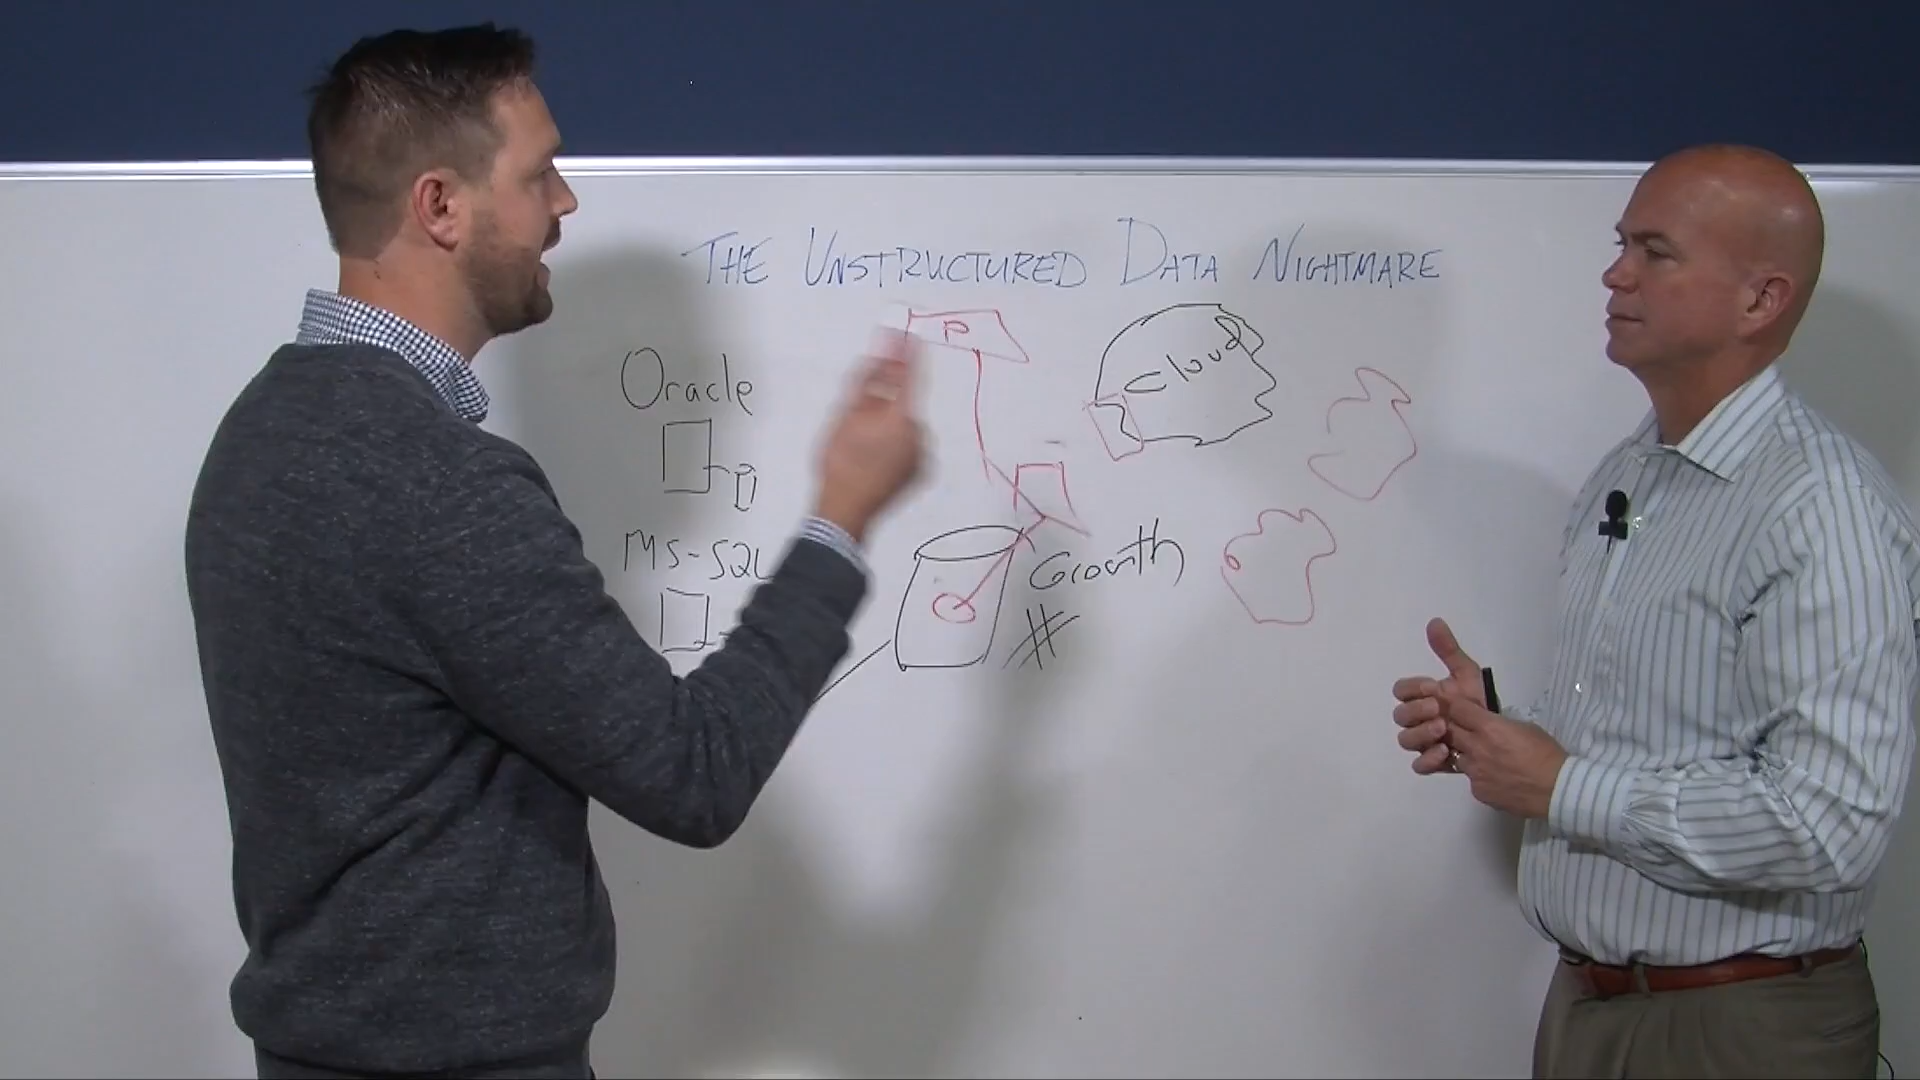 THE UNSTRUCTURED DATA NIGHTMARE
P
Cloud
Oracle
MS-SQL
Growth
#